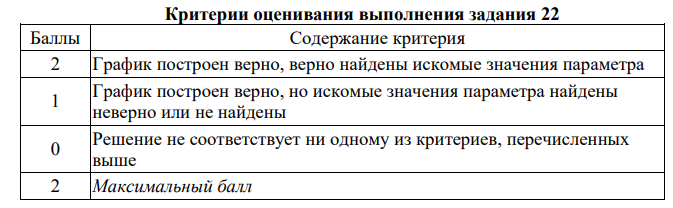 Критерии оценивания выполнения задания 22
Баллы Содержание критерия
2 График построен верно, верно найдены искомые значения параметра
1 График построен верно, но искомые значения параметра найдены
неверно или не найдены
0 Решение не соответствует ни одному из критериев, перечисленных
выше
2 Максимальный балл